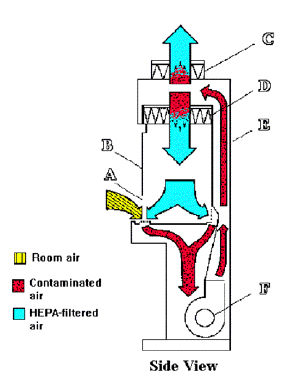 C
D
E
B
A
Room air
Contaminated
air
HEPA-filtered
air
F
Side View